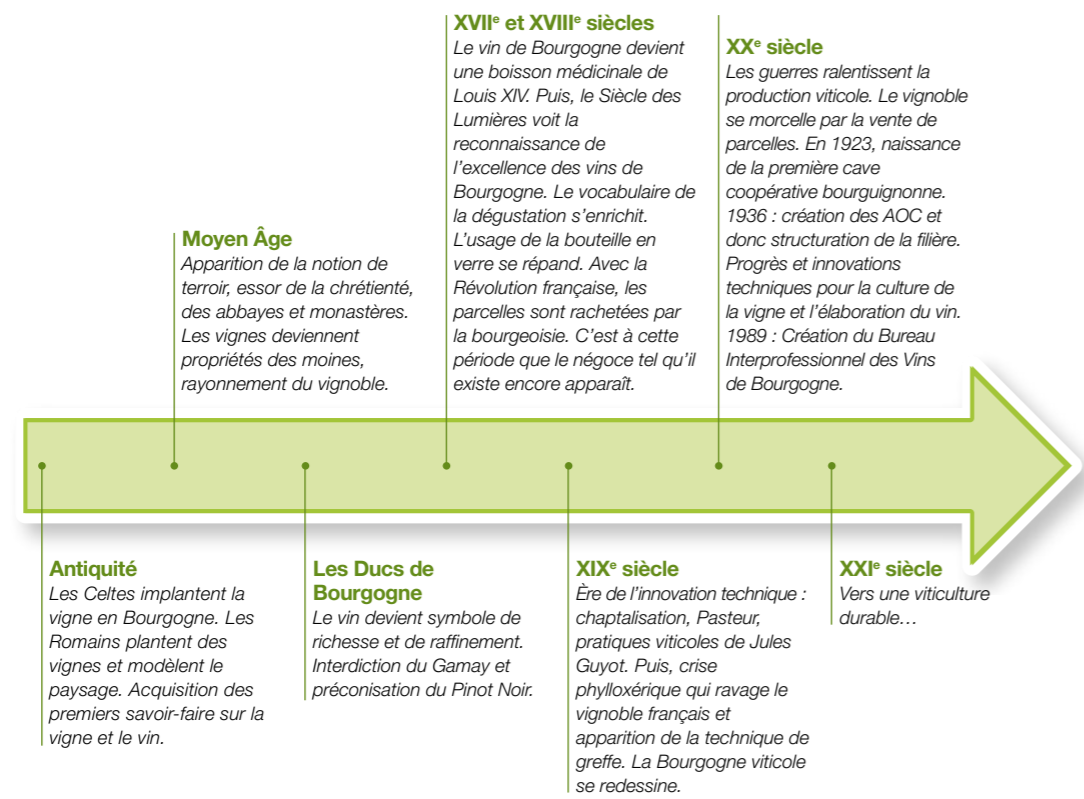 XVIIe et XVIIIe siècles
Le vin de Bourgogne devient
une boisson médicinale de
Louis XIV. Puis, le Siècle des
Lumières voit la
reconnaissance de
l'excellence des vins de
Bourgogne. Le vocabulaire de
la dégustation s'enrichit.
L'usage de la bouteille en
verre se répand. Avec la
Révolution française, les
parcelles sont rachetées par
la bourgeoisie. C'est à cette
période que le négoce tel qu'il
existe encore apparaît.
XXe siècle
Les guerres ralentissent la
production viticole. Le vignoble
se morcelle par la vente de
parcelles. En 1923, naissance
de la première cave
coopérative bourguignonne.
1936 : création des AOC et
donc structuration de la filière.
Progrès et innovations
techniques pour la culture de
la vigne et l'élaboration du vin.
1989 : Création du Bureau
Interprofessionnel des Vins
de Bourgogne.
Moyen Âge
Apparition de la notion de
terroir, essor de la chrétienté,
des abbayes et monastères.
Les vignes deviennent
propriétés des moines,
rayonnement du vignoble.
Antiquité
Les Celtes implantent la
vigne en Bourgogne. Les
Romains plantent des
vignes et modèlent le
paysage. Acquisition des
premiers savoir-faire sur la
vigne et le vin.
Les Ducs de
Bourgogne
Le vin devient symbole de
richesse et de raffinement.
Interdiction du Gamay et
préconisation du Pinot Noir.
XIXe siècle
Ère de l'innovation technique :
chaptalisation, Pasteur,
pratiques viticoles de Jules
Guyot. Puis, crise
phylloxérique qui ravage le
vignoble français et
apparition de la technique de
greffe. La Bourgogne viticole
se redessine.
XXIe siècle
Vers une viticulture
durable…